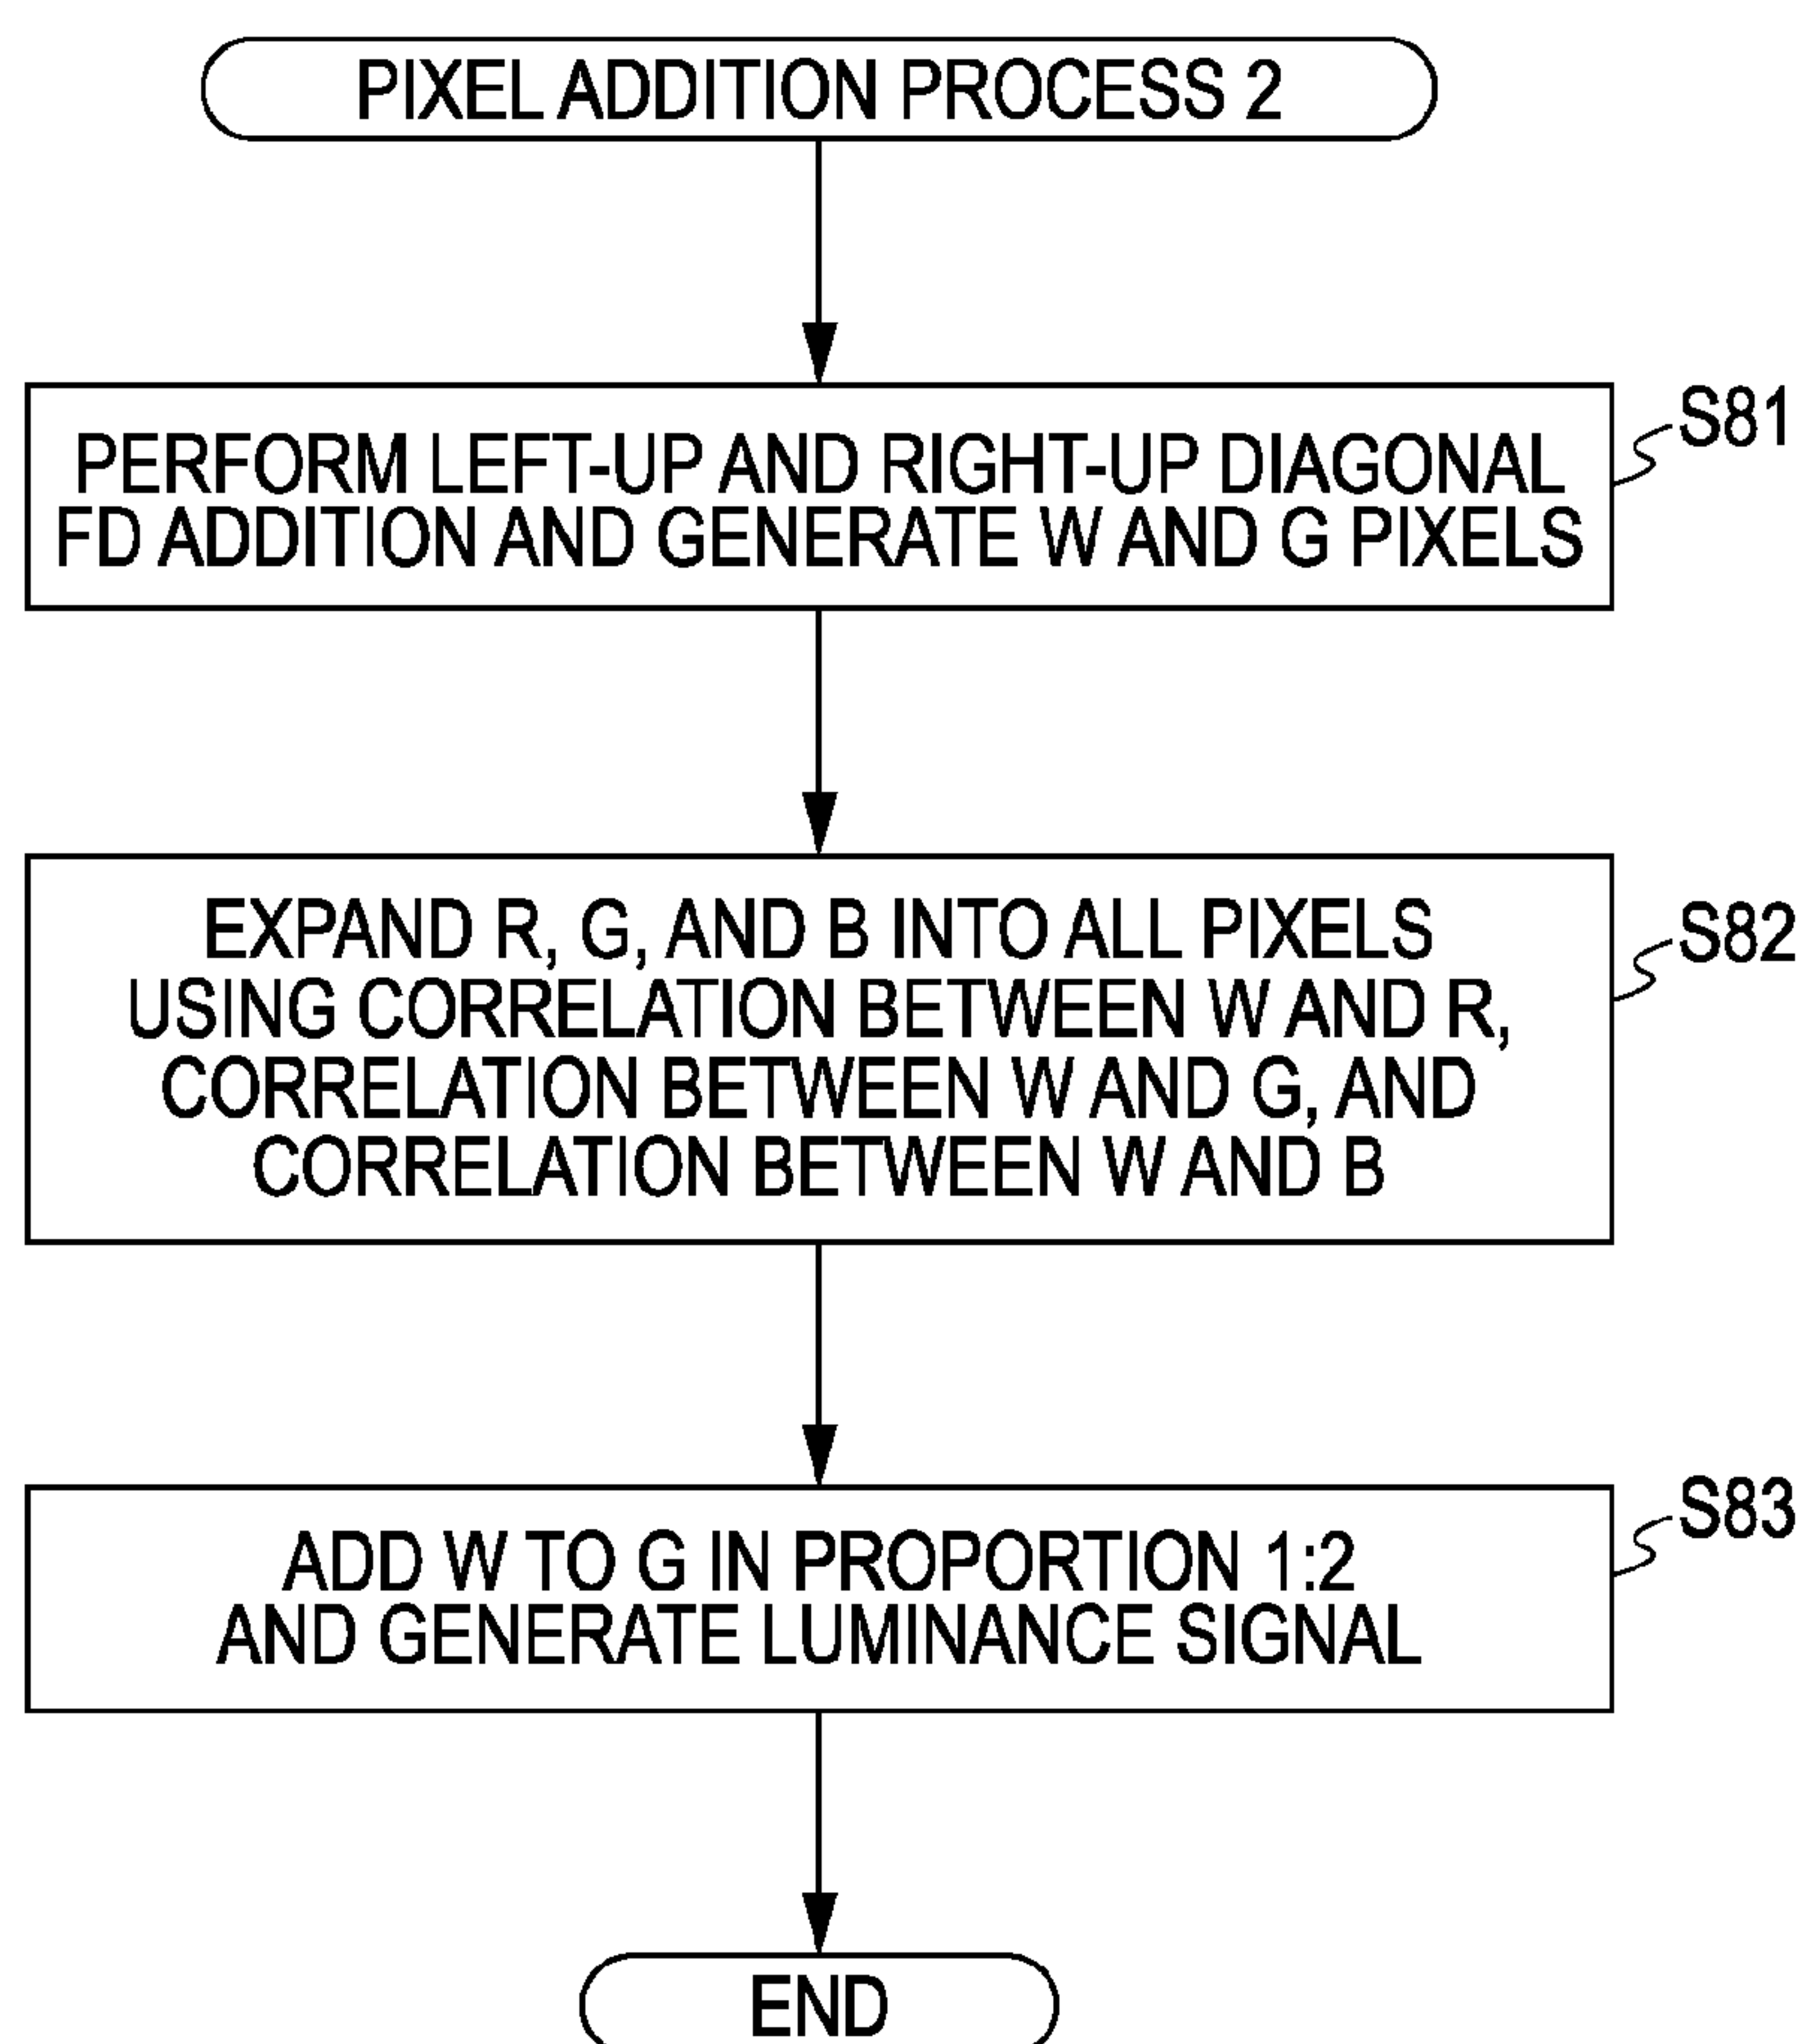 PIXEL ADDITION PROCESS 2
S81
PERFORM LEFT-UP AND RIGHT-UP DIAGONAL
FD ADDITION AND GENERATE W AND G PIXELS
S82
EXPAND R, G, AND B INTO ALL PIXELS
USING CORRELATION BETWEEN W AND R,
CORRELATION BETWEEN W AND G, AND
CORRELATION BETWEEN W AND B
S83
ADD W TO G IN PROPORTION 1:2
AND GENERATE LUMINANCE SIGNAL
END